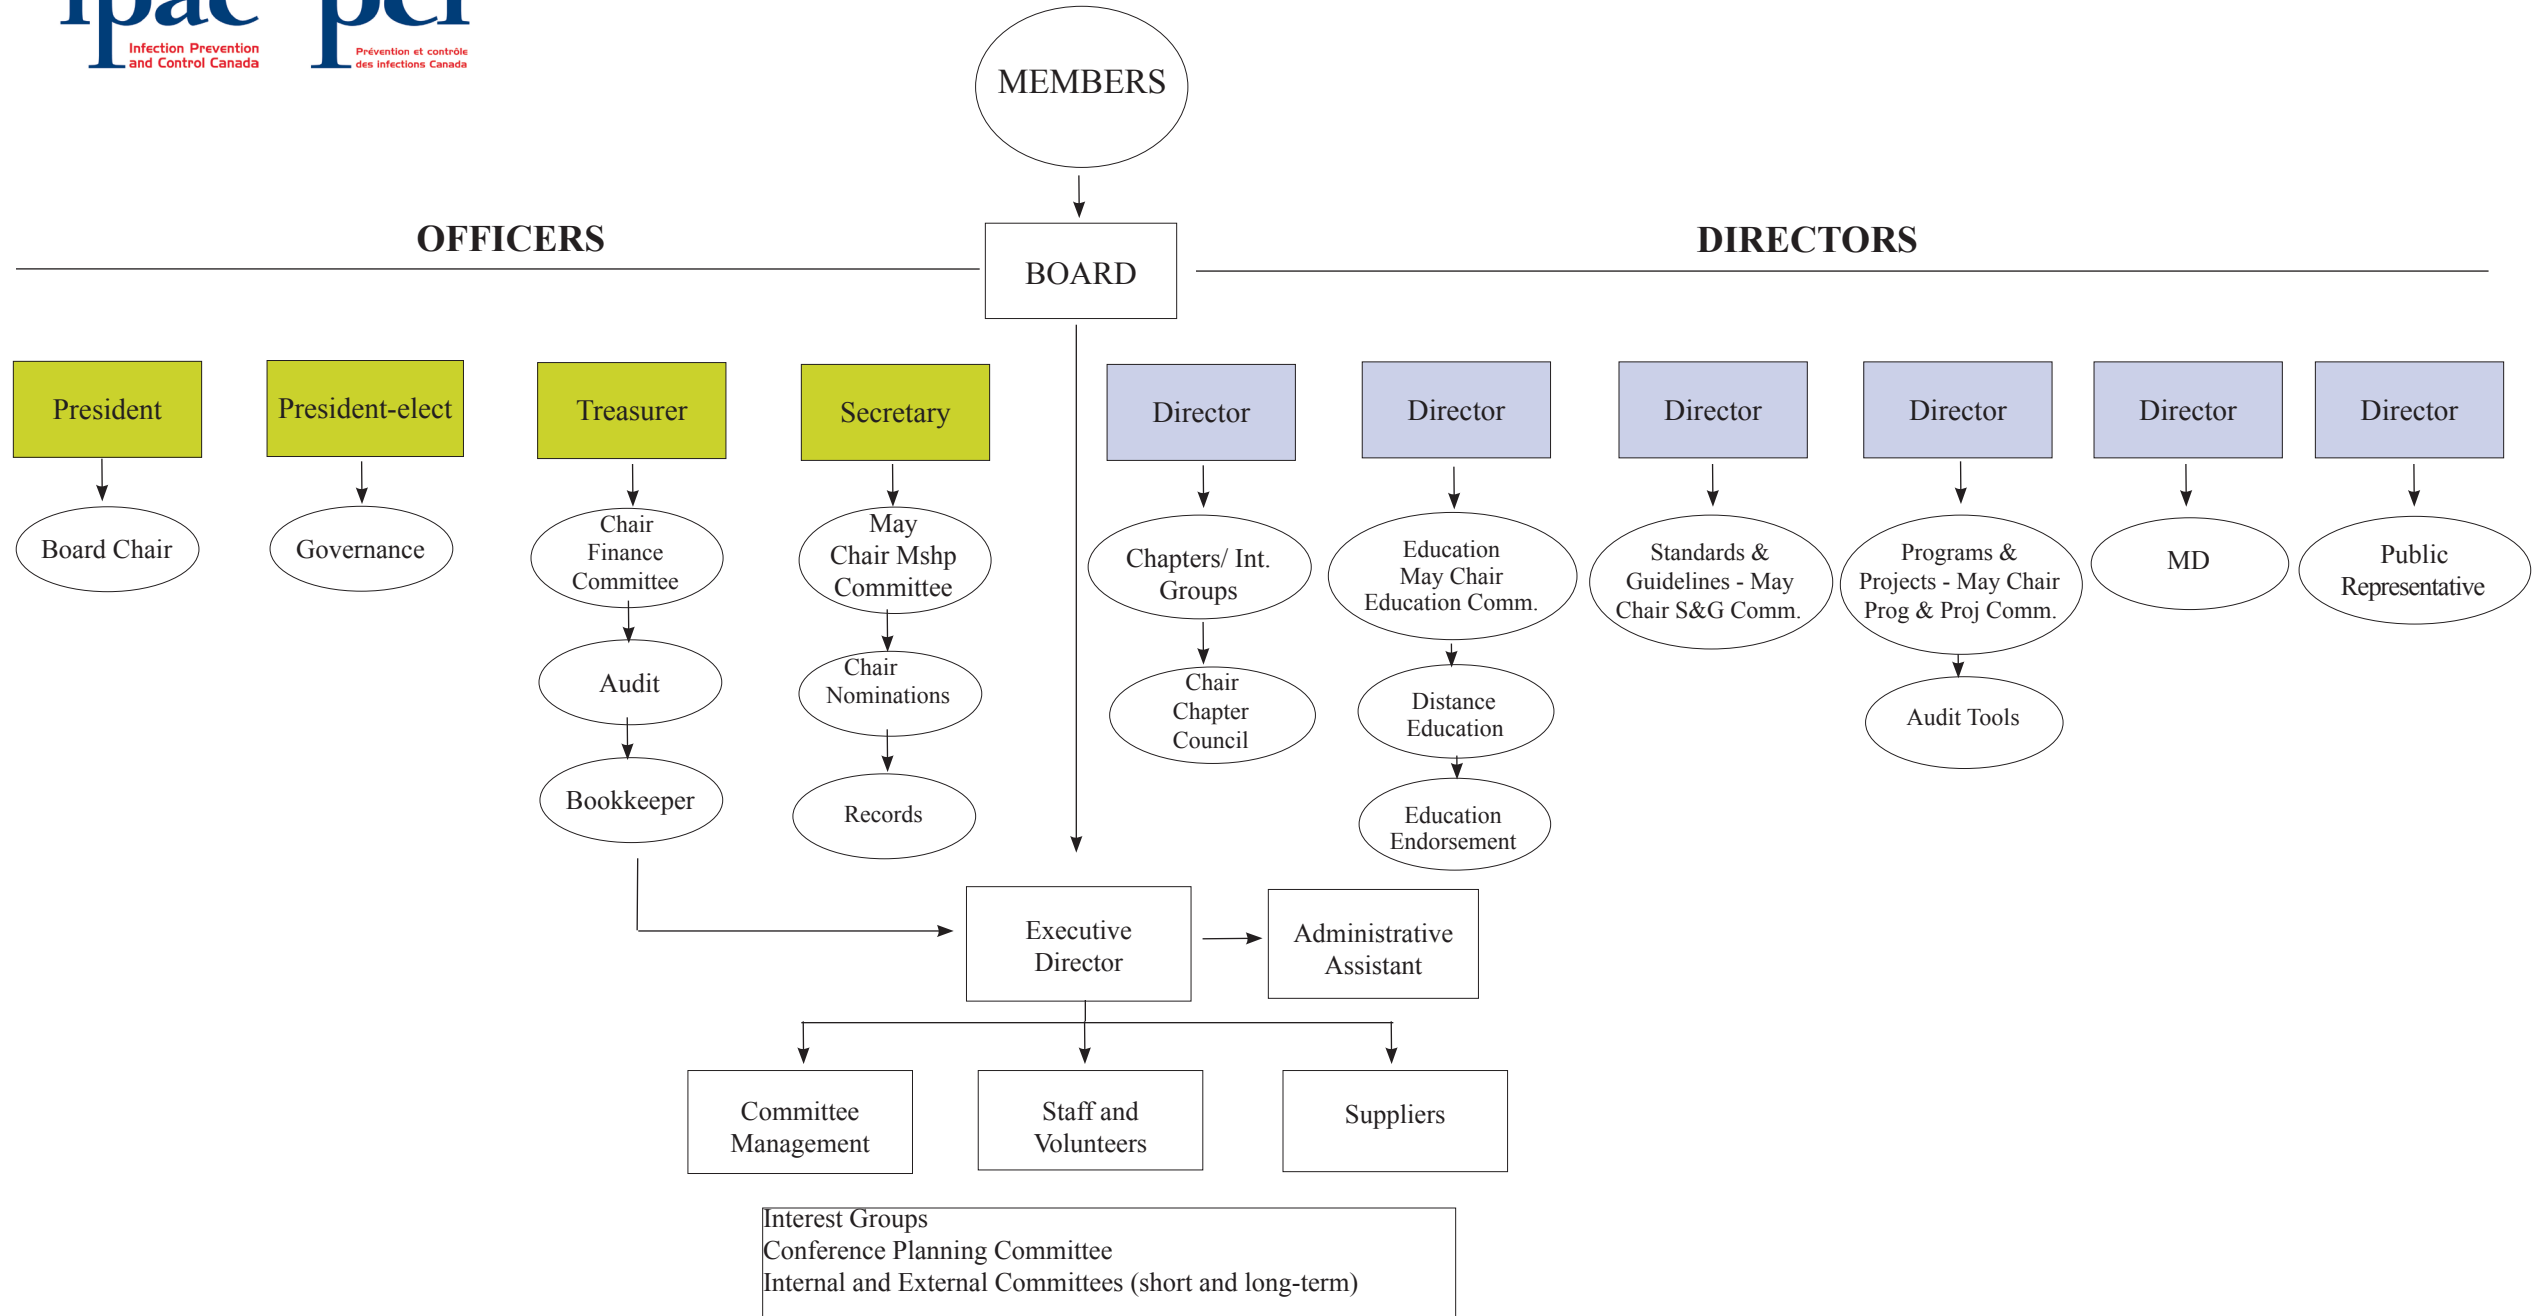 ipac
pci
Infection Prevention
and Control Canada
Prévention et contrôle
des infections Canada
MEMBERS
OFFICERS
DIRECTORS
BOARD
President
President-elect
Treasurer
Secretary
Director
Director
Director
Director
Director
Director
Board Chair
Governance
Chair
Finance
Committee
May
Chair Mshp
Committee
Chapters/ Int.
Groups
Education
May Chair
Education Comm.
Standards &
Guidelines - May
Chair S&G Comm.
Programs &
Projects - May Chair
Prog & Proj Comm.
MD
Public
Representative
Audit
Chair
Nominations
Chair
Chapter
Council
Distance
Education
Audit Tools
Bookkeeper
Records
Education
Endorsement
Executive
Director
Administrative
Assistant
Committee
Management
Staff and
Volunteers
Suppliers
Interest Groups
Conference Planning Committee
Internal and External Committees (short and long-term)